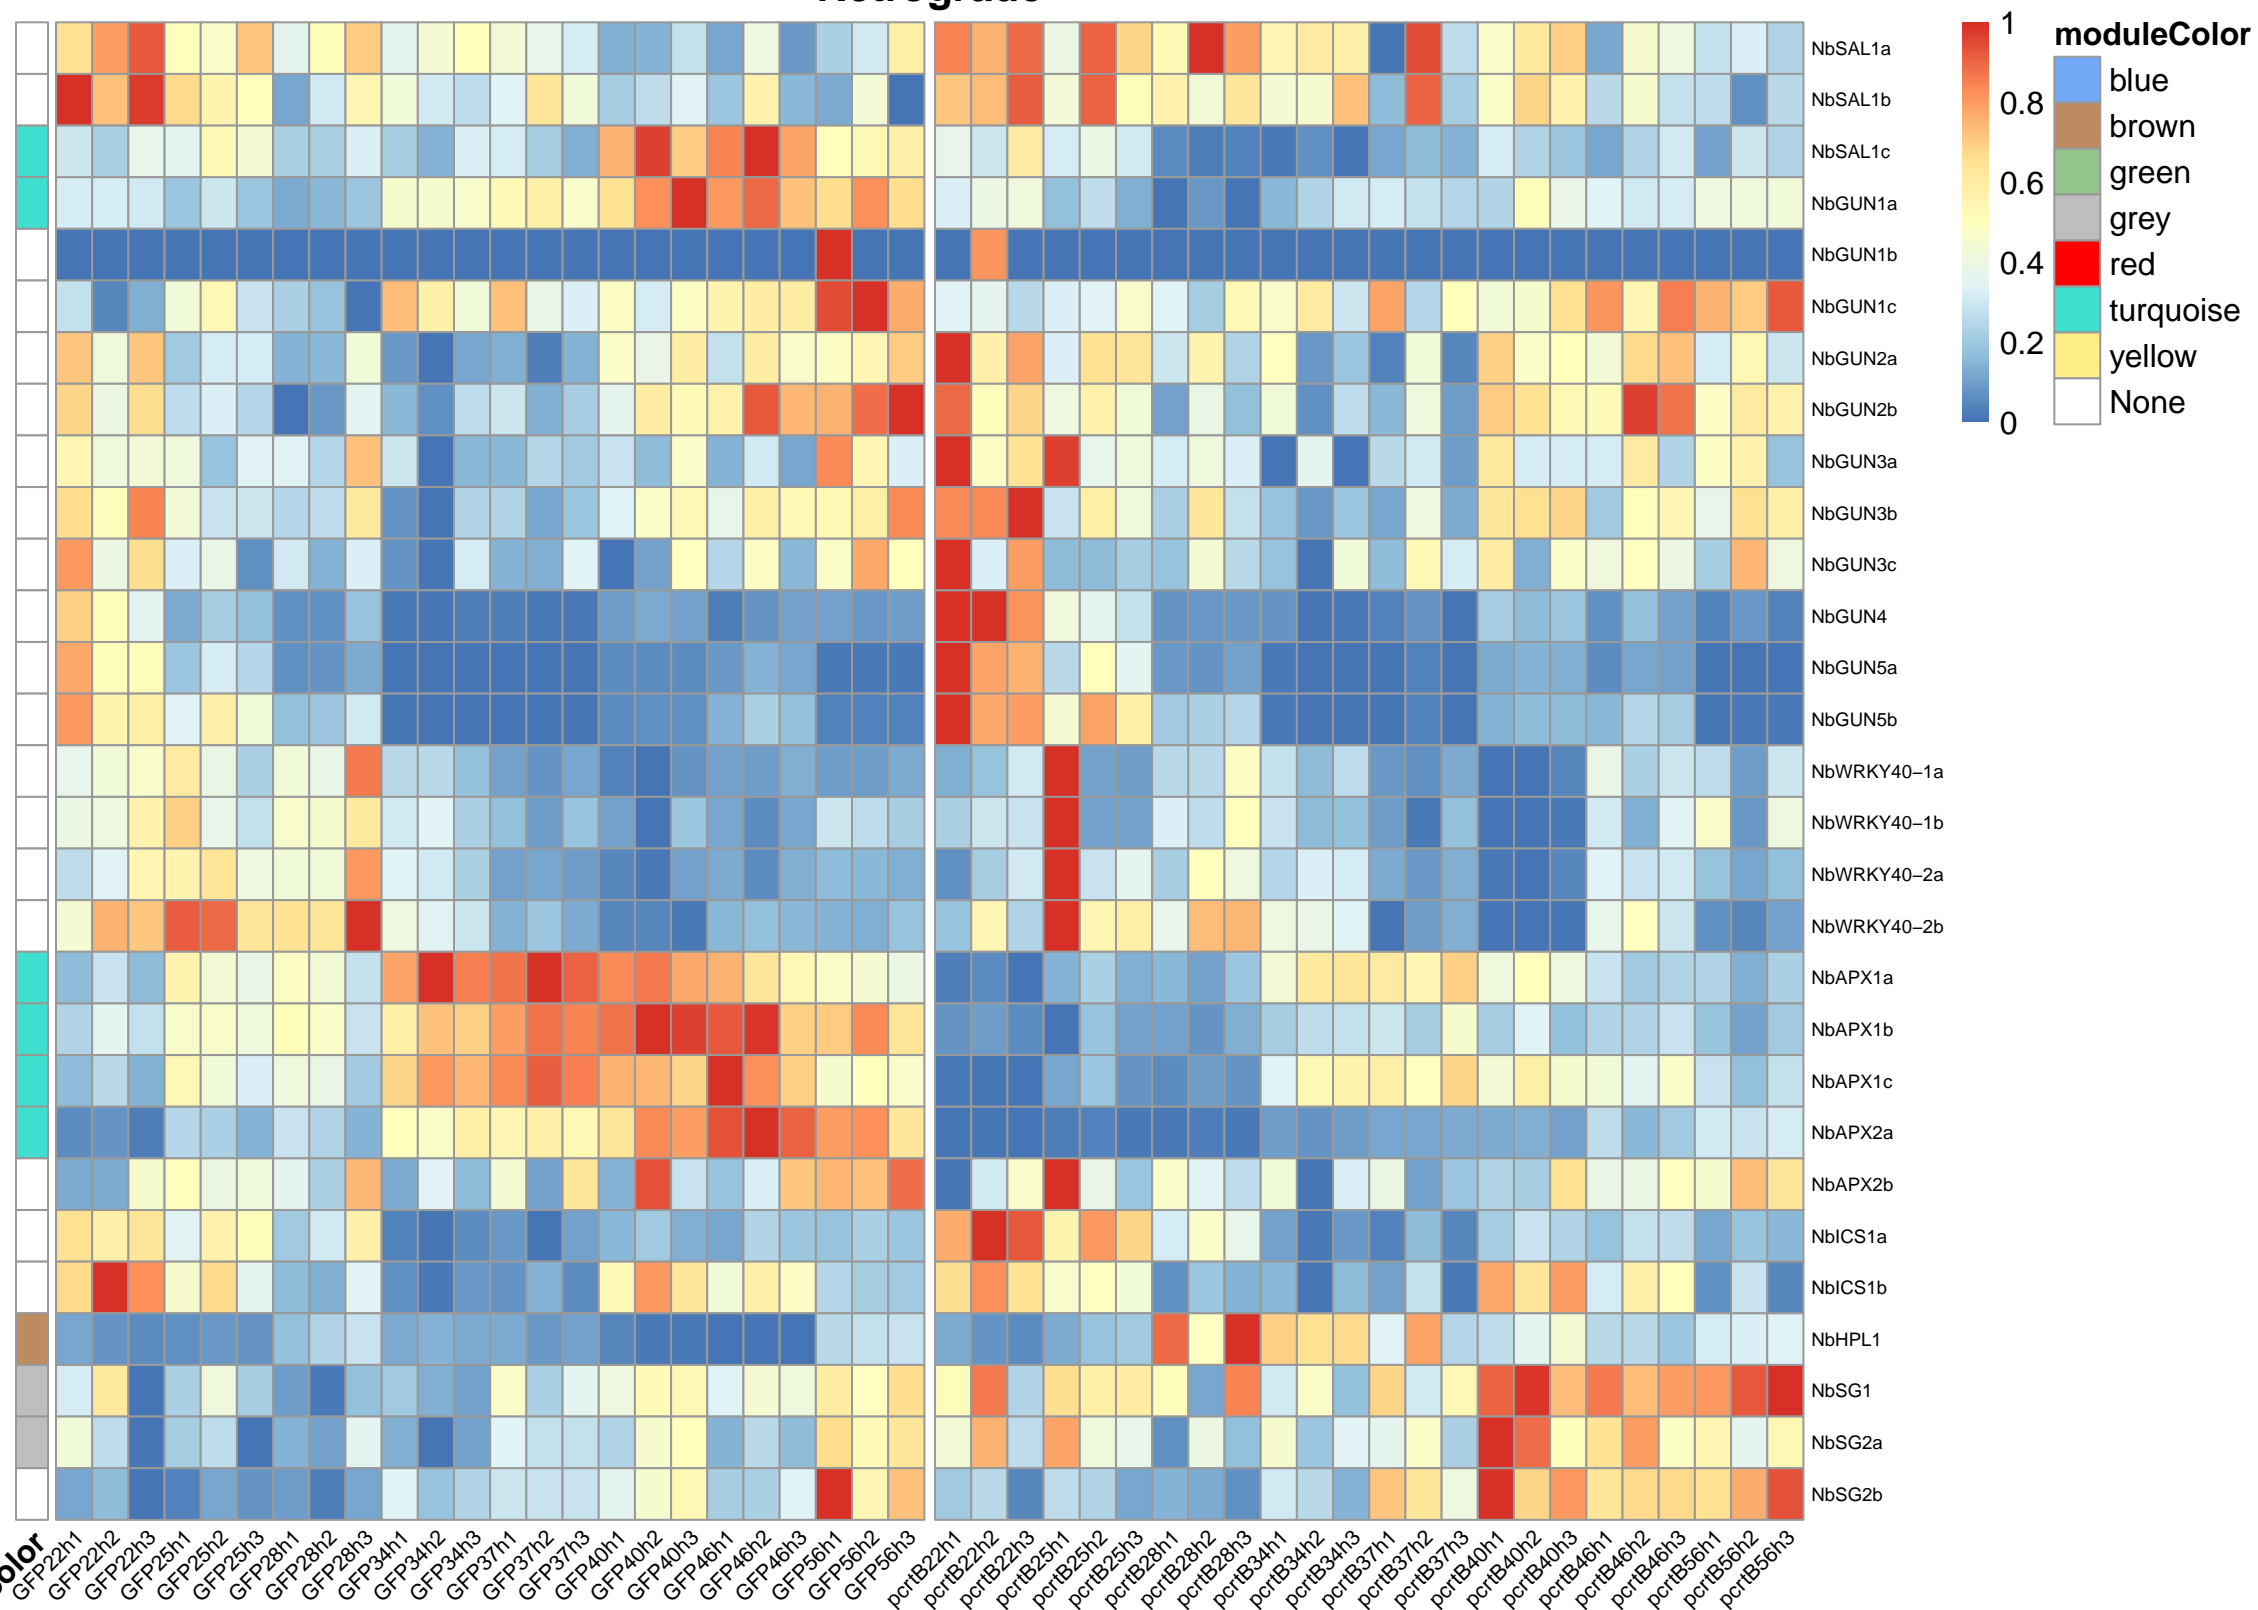 1
0.8
0.6
0.4
0.2
0
moduleColor
blue
brown
green
grey
red
turquoise
yellow
None
NbSAL1a
NbSAL1b
NbSAL1c
NbGUN1a
NbGUN1b
NbGUN1c
NbGUN2a
NbGUN2b
NbGUN3a
NbGUN3b
NbGUN3c
NbGUN4
NbGUN5a
NbGUN5b
NbWRKY40−1a
NbWRKY40−1b
NbWRKY40−2a
NbWRKY40−2b
NbAPX1a
NbAPX1b
NbAPX1c
NbAPX2a
NbAPX2b
NbICS1a
NbICS1b
NbHPL1
NbSG1
NbSG2a
NbSG2b
GFP22h1
GFP22h2
GFP22h3
GFP25h1
GFP25h2
GFP25h3
GFP28h1
GFP28h2
GFP28h3
GFP34h1
GFP34h2
GFP34h3
GFP37h1
GFP37h2
GFP37h3
GFP40h1
GFP40h2
GFP40h3
GFP46h1
GFP46h2
GFP46h3
GFP56h1
GFP56h2
GFP56h3
pcrtB22h1
pcrtB22h2
pcrtB22h3
pcrtB25h1
pcrtB25h2
pcrtB25h3
pcrtB28h1
pcrtB28h2
pcrtB28h3
pcrtB34h1
pcrtB34h2
pcrtB34h3
pcrtB37h1
pcrtB37h2
pcrtB37h3
pcrtB40h1
pcrtB40h2
pcrtB40h3
pcrtB46h1
pcrtB46h2
pcrtB46h3
pcrtB56h1
pcrtB56h2
pcrtB56h3